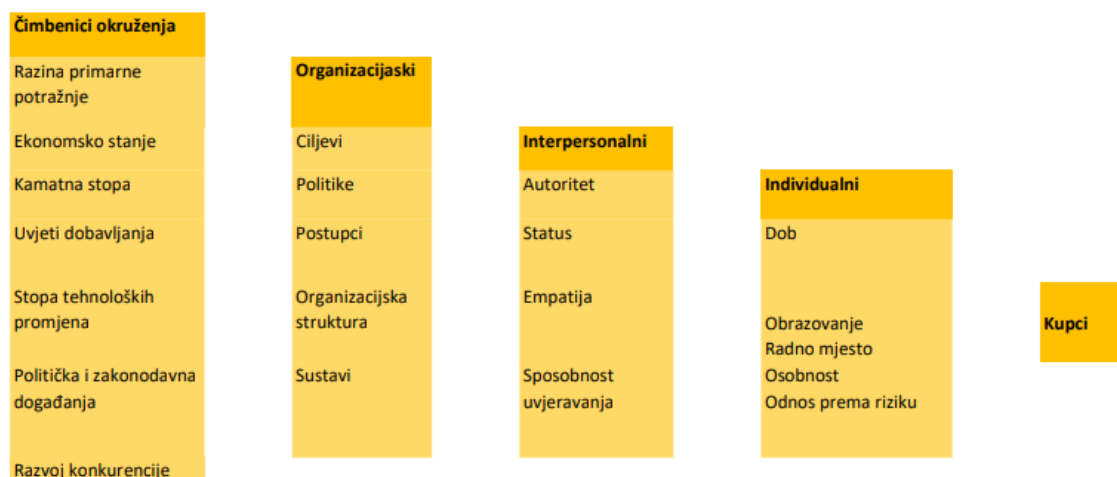 Čimbenici okruženja
Razina primarne
potražnje
Ekonomsko stanje
Kamatna stopa
Uvjeti dobavljanja
Stopa tehnoloških
promjena
Politička i zakonodavna
događanja
Razvoj konkurencije
Organizacijaski
Ciljevi
Politike
Postupci
Organizacijska
struktura
Sustavi
Interpersonalni
Autoritet
Status
Empatija
Sposobnost
uvjeravanja
Individualni
Dob
Obrazovanje
Radno mjesto
Osobnost
Odnos prema riziku
Kupci